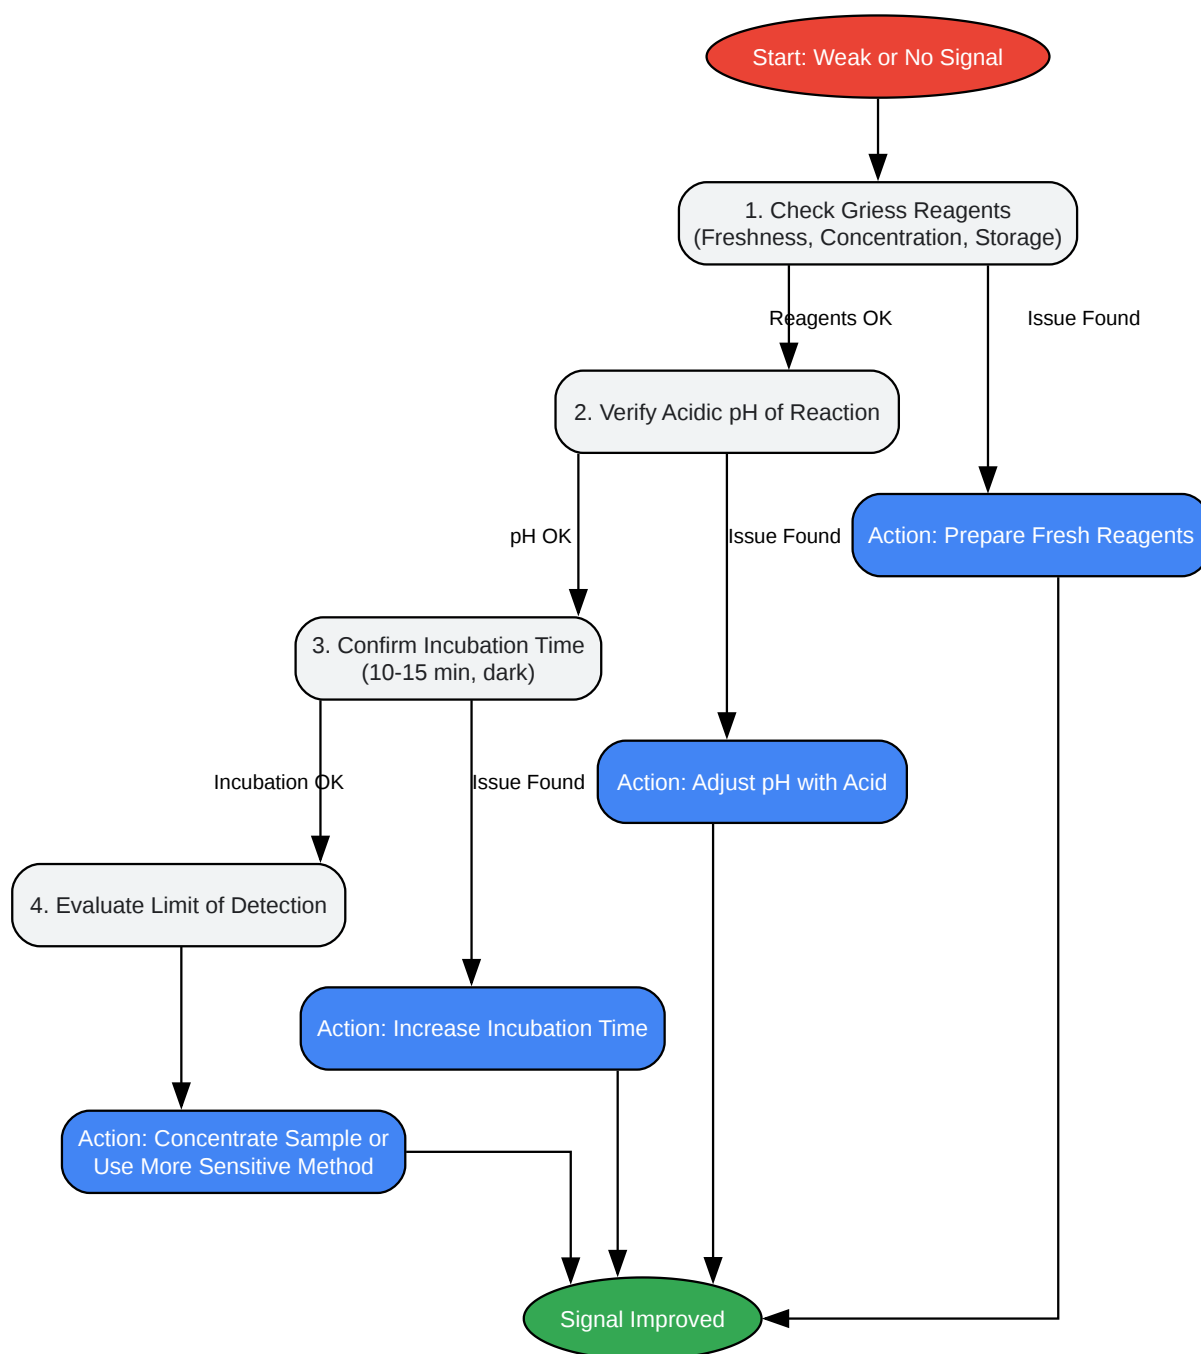 Start: Weak or No Signal
1. Check Griess Reagents
(Freshness, Concentration, Storage)
Reagents OK
Issue Found
2. Verify Acidic pH of Reaction
Action: Prepare Fresh Reagents
pH OK
Issue Found
3. Confirm Incubation Time
(10-15 min, dark)
Action: Adjust pH with Acid
Incubation OK
Issue Found
4. Evaluate Limit of Detection
Action: Increase Incubation Time
Action: Concentrate Sample or
Use More Sensitive Method
Signal Improved